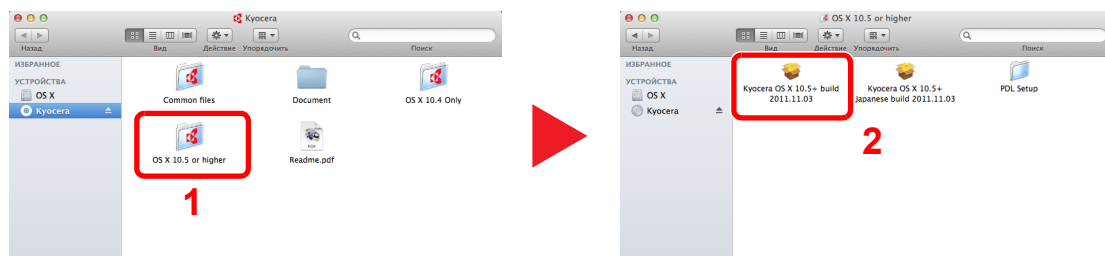 Kyocera
Назад
Вид
Действие
Упорядочить
Поиск
ИЗБРАННОЕ
УСТРОЙСТВА
OS X
Kyocera
Common files
Document
OS X 10.4 Only
OS X 10.5 or higher
PDF
Readme.pdf
1
OS X 10.5 or higher
Назад
Вид
Действие
Упорядочить
Поиск
ИЗБРАННОЕ
УСТРОЙСТВА
OS X
Kyocera
Kyocera OS X 10.5+ build
2011.11.03
Kyocera OS X 10.5+
Japanese build 2011.11.03
PDL Setup
2